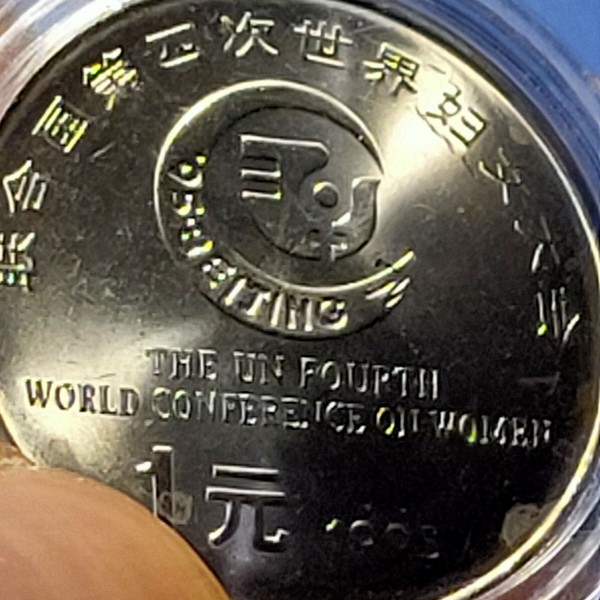 联合国第四次世界妇女大会
'95·BEIJING
THE UN FOURTH
WORLD CONFERENCE ON WOMEN
1元 1995